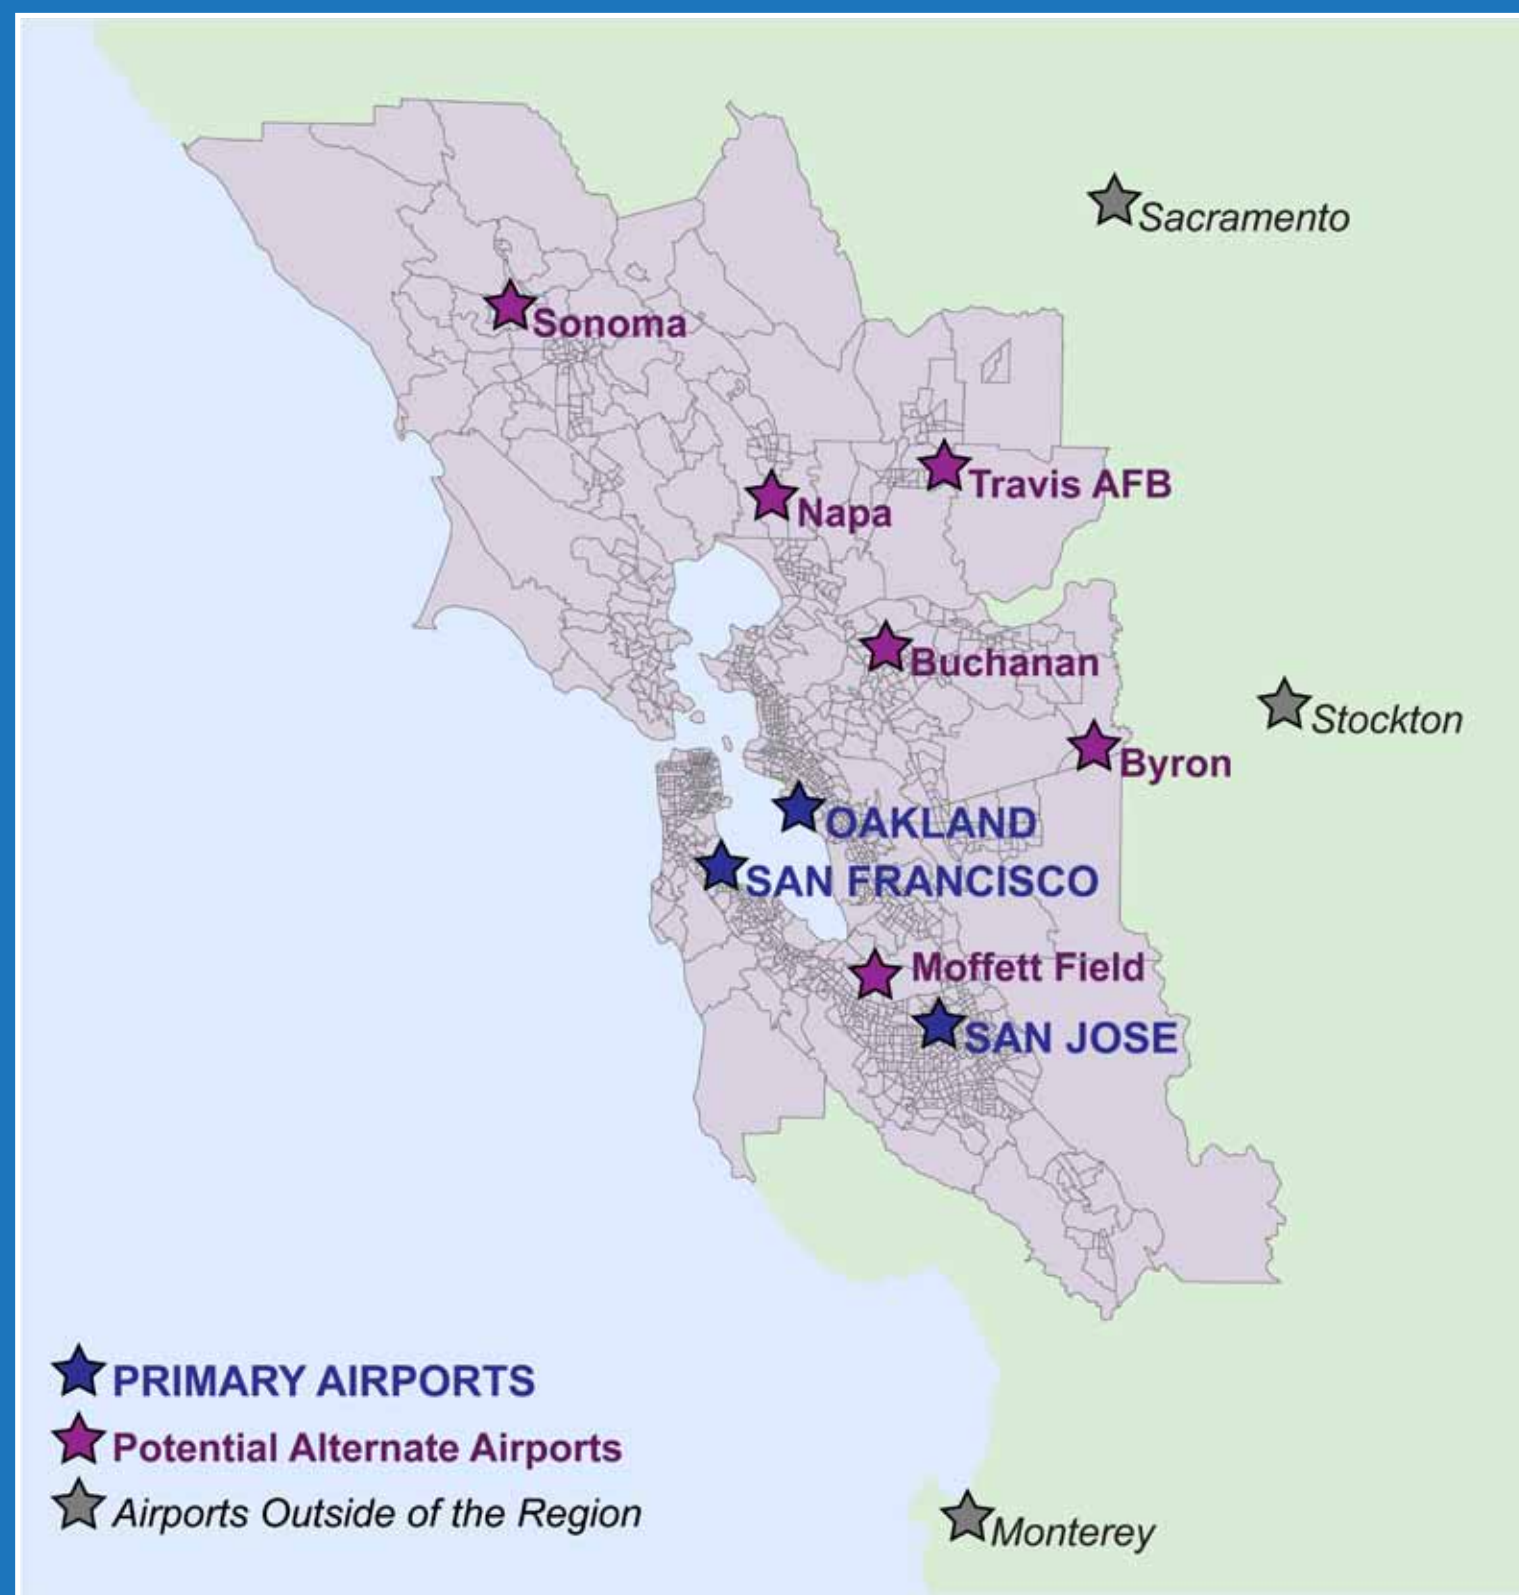 Sacramento
Sonoma
Travis AFB
Napa
Buchanan
Stockton
Byron
OAKLAND
SAN FRANCISCO
Moffett Field
SAN JOSE
PRIMARY AIRPORTS
Potential Alternate Airports
Airports Outside of the Region
Monterey